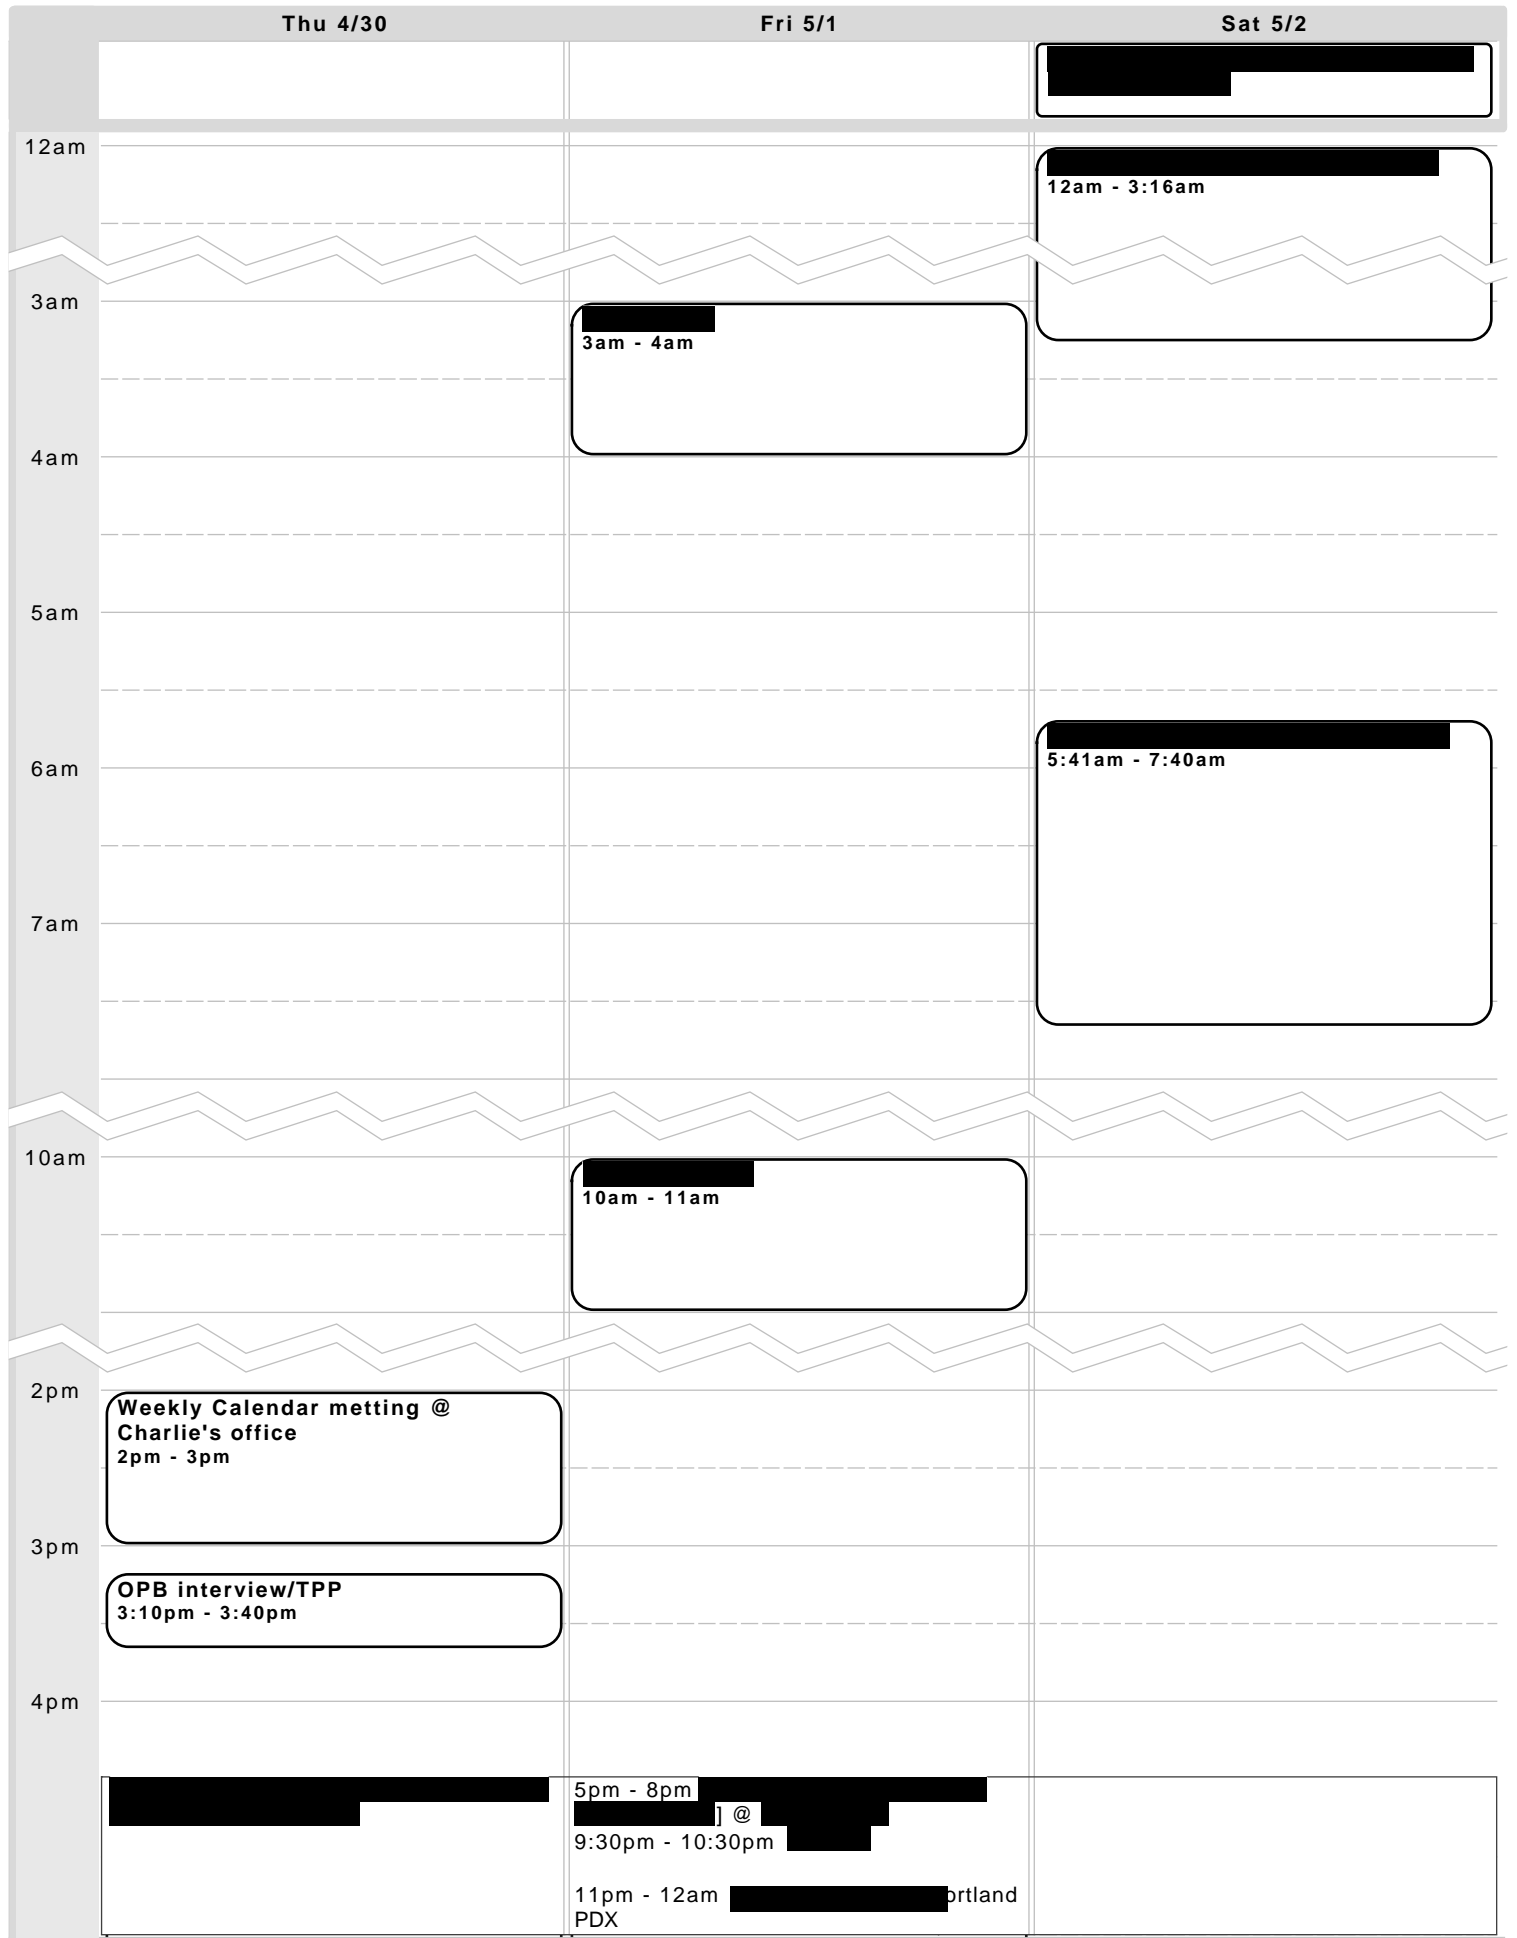 Thu 4/30
Fri 5/1
Sat 5/2
12am
12am - 3:16am
3am
3am - 4am
4am
5am
5:41am - 7:40am
6am
7am
10am
10am - 11am
2pm
Weekly Calendar metting @
Charlie's office
2pm - 3pm
3pm
OPB interview/TPP
3:10pm - 3:40pm
4pm
5pm - 8pm
] @
9:30pm - 10:30pm
11pm - 12am ortland
PDX